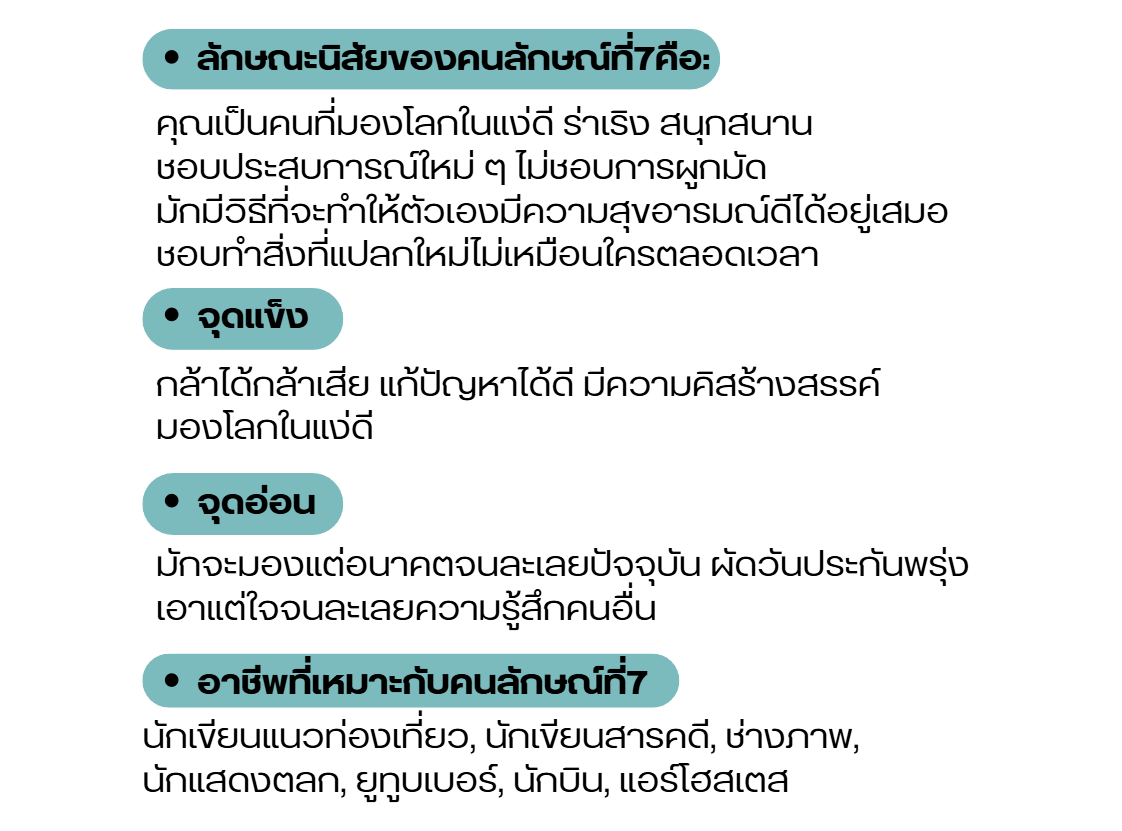 • ลักษณะนิสัยของคนลักษณ์ที่7คือ:
คุณเป็นคนที่มองโลกในแง่ดี ร่าเริง สนุกสนาน
ชอบประสบการณ์ใหม่ ๆ ไม่ชอบการผูกมัด
มักมีวิธีที่จะทำให้ตัวเองมีความสุขอารมณ์ดีได้อยู่เสมอ
ชอบทำสิ่งที่แปลกใหม่ไม่เหมือนใครตลอดเวลา
• จุดแข็ง
กล้าได้กล้าเสีย แก้ปัญหาได้ดี มีความคิสร้างสรรค์
มองโลกในแง่ดี
• จุดอ่อน
มักจะมองแต่อนาคตจนละเลยปัจจุบัน ผัดวันประกันพรุ่ง
เอาแต่ใจจนละเลยความรู้สึกคนอื่น
• อาชีพที่เหมาะกับคนลักษณ์ที่7
นักเขียนแนวท่องเที่ยว, นักเขียนสารคดี, ช่างภาพ,
นักแสดงตลก, ยูทูบเบอร์, นักบิน, แอร์โฮสเตส